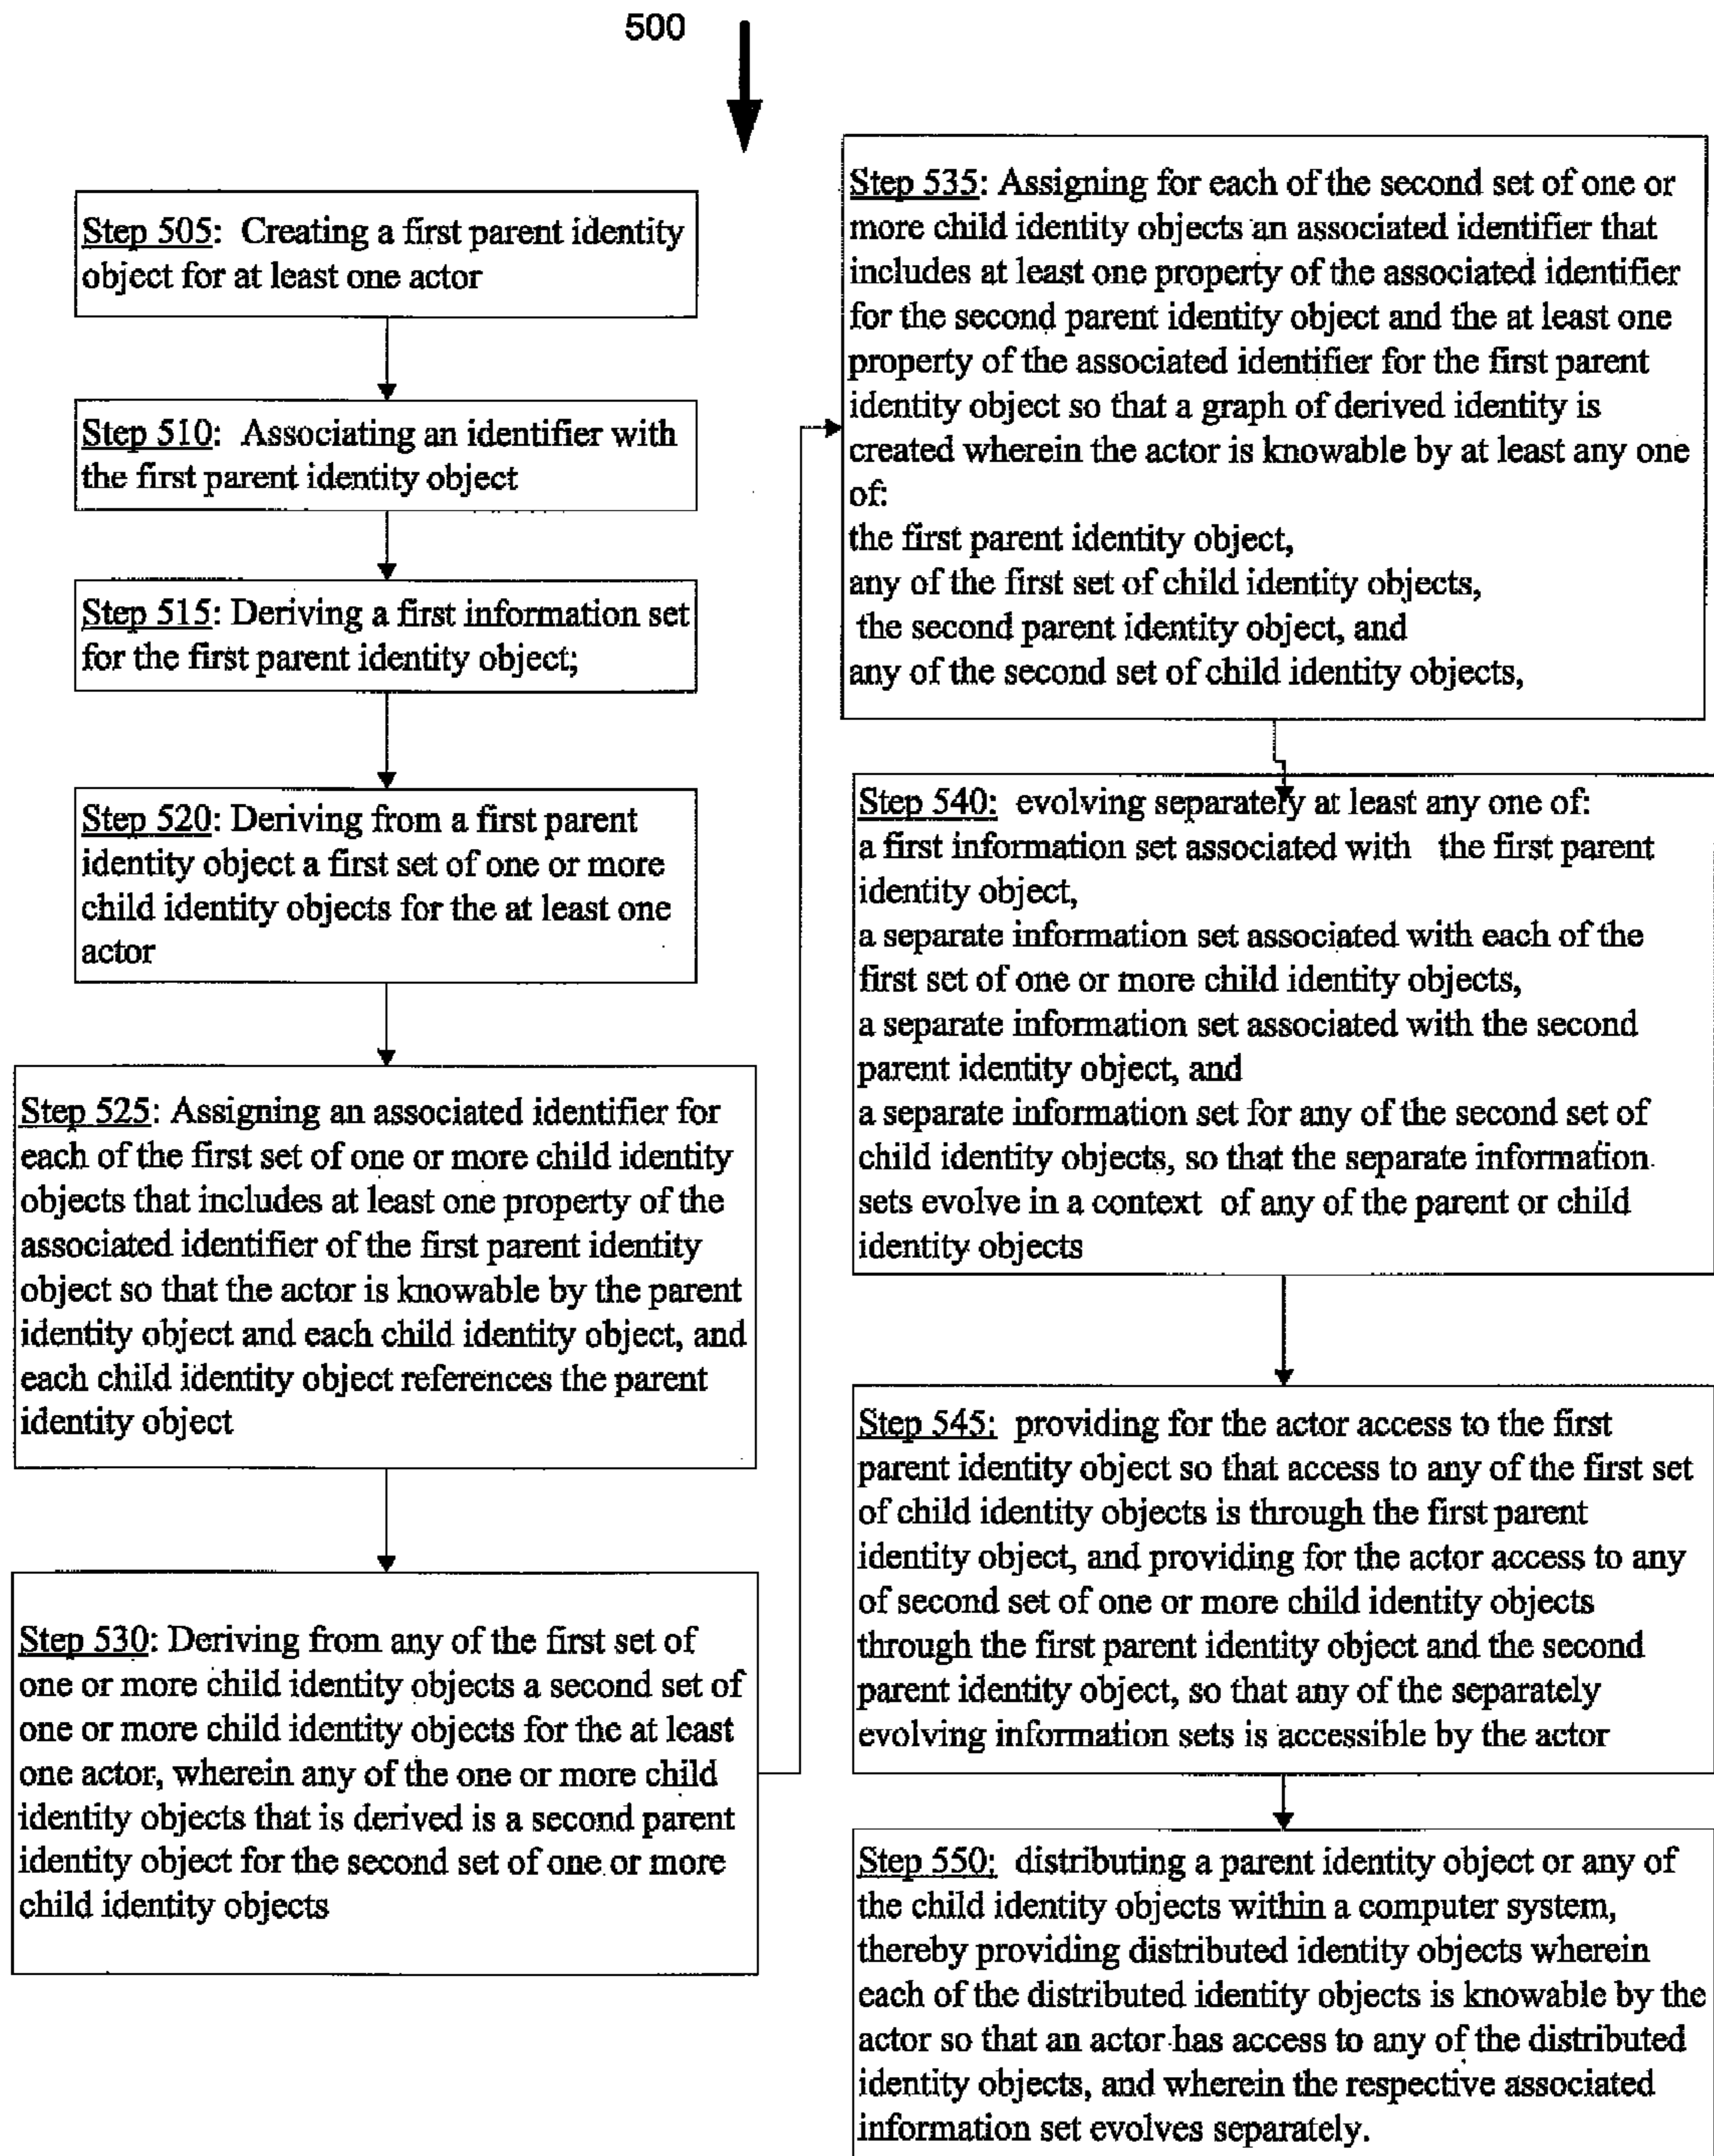 500
Step 505: Creating a first parent identity
object for at least one actor
Step 510: Associating an identifier with
the first parent identity object
Step 515: Deriving a first information set
for the first parent identity object;
Step 520: Deriving from a first parent
identity object a first set of one or more
child identity objects for the at least one
actor
Step 525: Assigning an associated identifier for
each of the first set of one or more child identity
objects that includes at least one property of the
associated identifier of the first parent identity
object so that the actor is knowable by the parent
identity object and each child identity object, and
each child identity object references the parent
identity object
Step 530: Deriving from any of the first set of
one or more child identity objects a second set of
one or more child identity objects for the at least
one actor, wherein any of the one or more child
identity objects that is derived is a second parent
identity object for the second set of one or more
child identity objects
Step 535: Assigning for each of the second set of one or
more child identity objects an associated identifier that
includes at least one property of the associated identifier
for the second parent identity object and the at least one
property of the associated identifier for the first parent
identity object so that a graph of derived identity is
created wherein the actor is knowable by at least any one
of:
the first parent identity object,
any of the first set of child identity objects,
the second parent identity object, and
any of the second set of child identity objects,
Step 540: evolving separately at least any one of:
a first information set associated with the first parent
identity object,
a separate information set associated with each of the
first set of one or more child identity objects,
a separate information set associated with the second
parent identity object, and
a separate information set for any of the second set of
child identity objects, so that the separate information
sets evolve in a context of any of the parent or child
identity objects
Step 545: providing for the actor access to the first
parent identity object so that access to any of the first set
of child identity objects is through the first parent
identity object, and providing for the actor access to any
of second set of one or more child identity objects
through the first parent identity object and the second
parent identity object, so that any of the separately
evolving information sets is accessible by the actor
Step 550: distributing a parent identity object or any of
the child identity objects within a computer system,
thereby providing distributed identity objects wherein
each of the distributed identity objects is knowable by the
actor so that an actor has access to any of the distributed
identity objects, and wherein the respective associated
information set evolves separately.